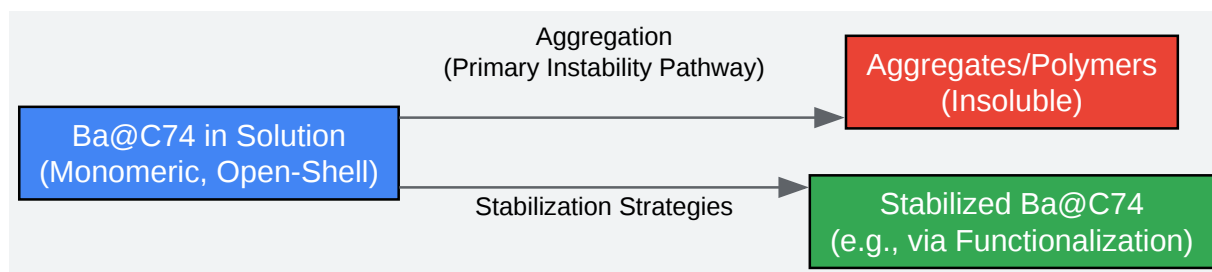 Aggregation
(Primary Instability Pathway)
Aggregates/Polymers
(Insoluble)
Ba@C74 in Solution
(Monomeric, Open-Shell)
Stabilization Strategies
Stabilized Ba@C74
(e.g., via Functionalization)